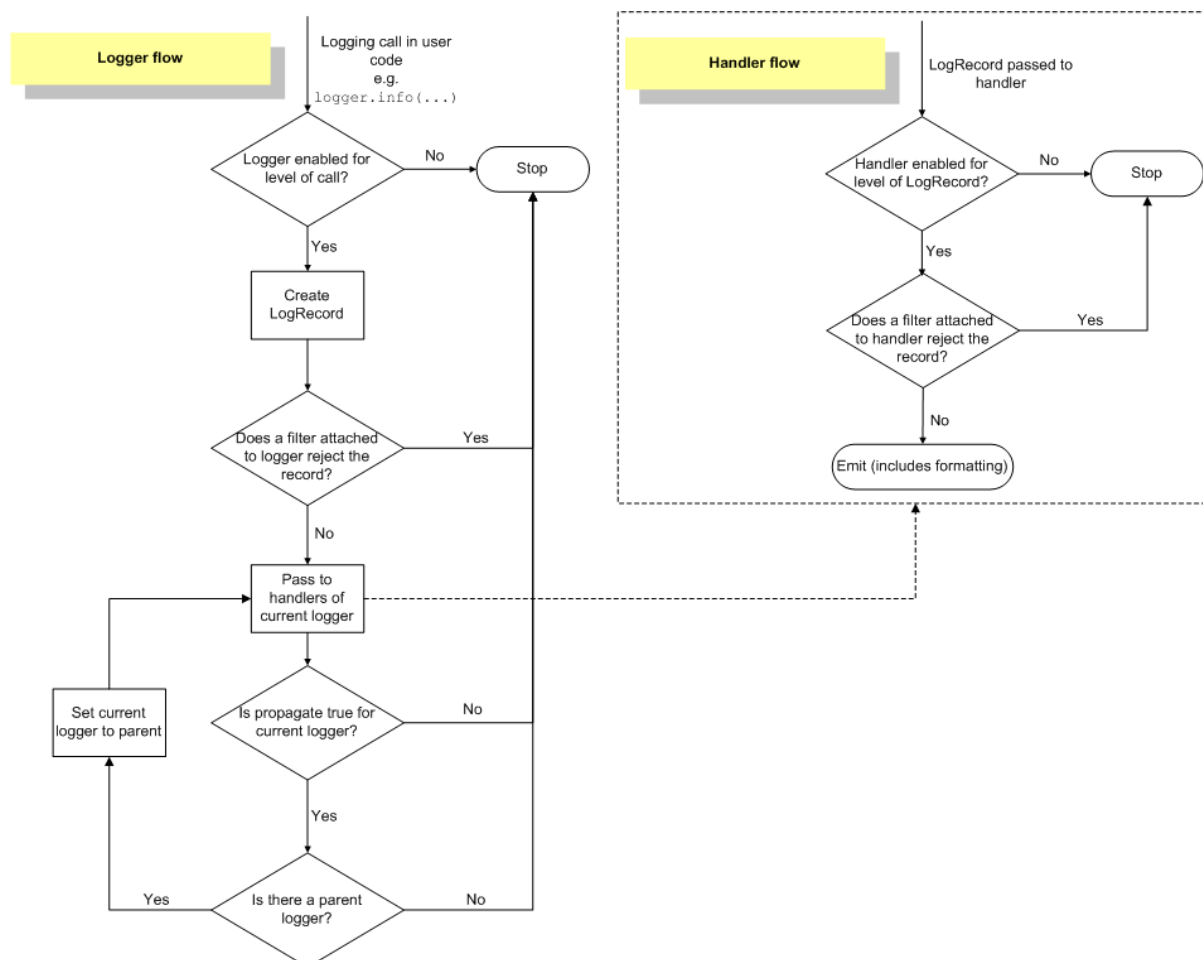 Logger flow
Logging call in user
code
e.g.
logger.info(...)
Logger enabled for
level of call?
No
Stop
Yes
Create
LogRecord
Does a filter attached
to logger reject the
record?
Yes
No
Pass to
handlers of
current logger
Set current
logger to parent
Is propagate true for
current logger?
No
Yes
Is there a parent
logger?
Yes
No
Handler flow
LogRecord passed to
handler
Handler enabled for
level of LogRecord?
No
Stop
Yes
Does a filter attached
to handler reject the
record?
Yes
No
Emit (includes formatting)